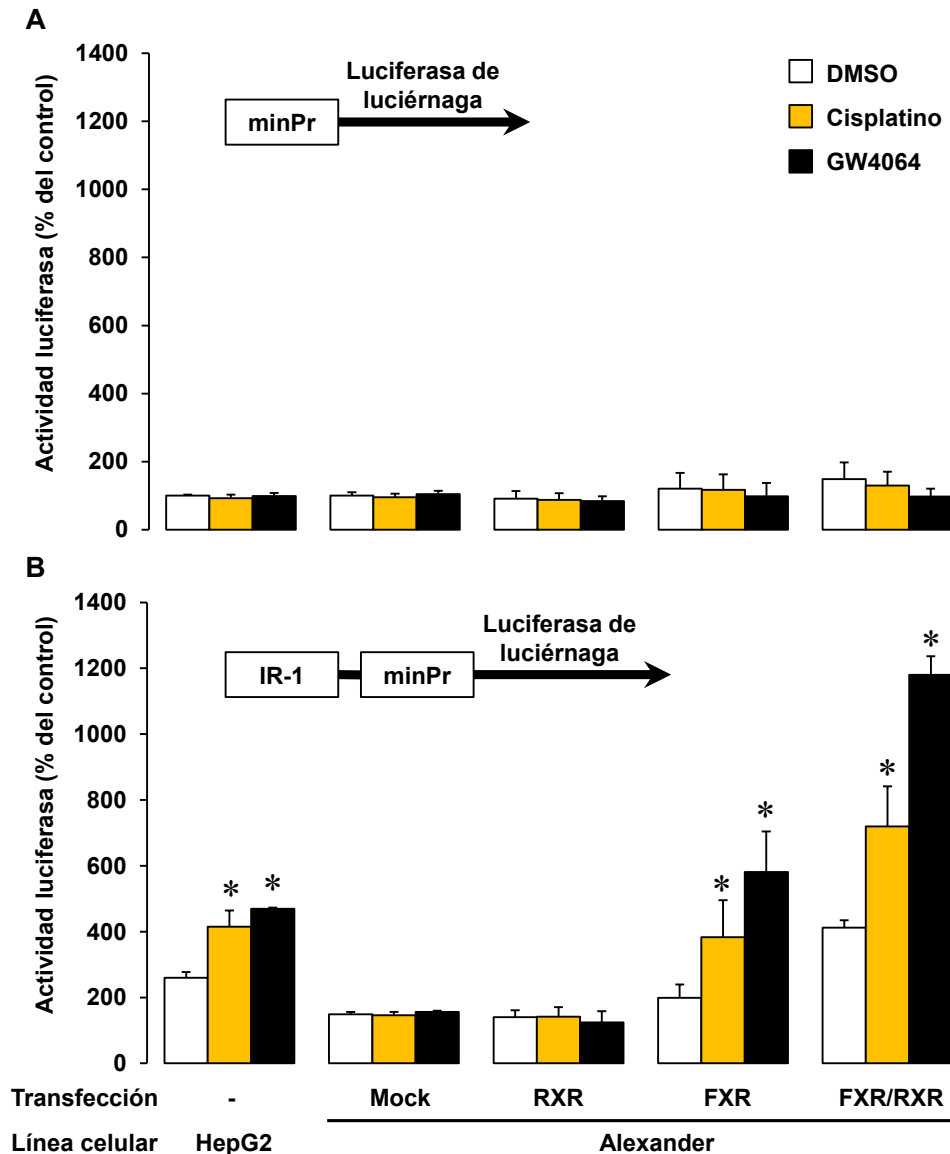 A
Actividad luciferasa (% del control)
1400
1200
1000
800
600
400
200
0
Luciferasa de
luciérnaga
minPr
DMSO
Cisplatino
GW4064
B
Actividad luciferasa (% del control)
1400
1200
1000
800
600
400
200
0
Luciferasa de
luciérnaga
IR-1
minPr
*
*
*
*
*
*
Transfección - Mock RXR FXR FXR/RXR
Línea celular HepG2 Alexander